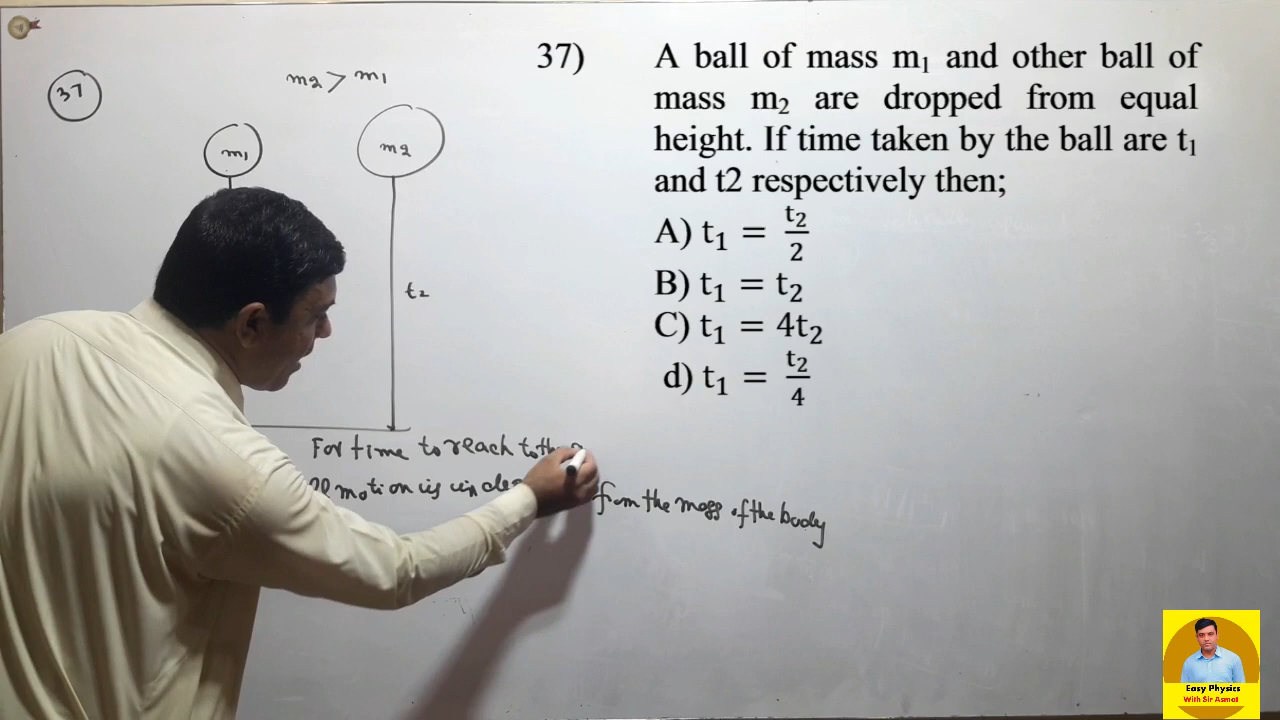 37
m2 > m1
m1
m2
t2
For time to reach to the
motion is from the mass of the body
37) A ball of mass m₁ and other ball of
mass m₂ are dropped from equal
height. If time taken by the ball are t₁
and t2 respectively then;
A) t₁ = t₂/2
B) t₁ = t₂
C) t₁ = 4t₂
d) t₁ = t₂/4
Easy Physics
With Sir Asmat